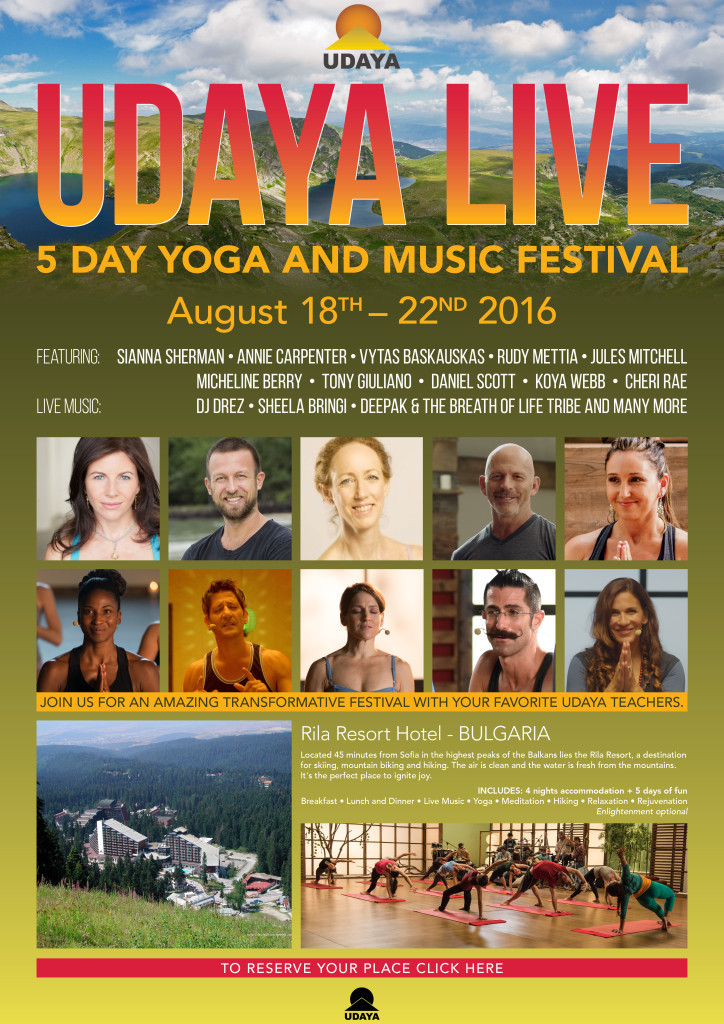 UDAYA
UDAYA LIVE
5 DAY YOGA AND MUSIC FESTIVAL
August 18TH – 22ND 2016
FEATURING: SIANNA SHERMAN • ANNIE CARPENTER • VYTAS BASKAUSKAS • RUDY METTIA • JULES MITCHELL
MICHELINE BERRY • TONY GIULIANO • DANIEL SCOTT • KOYA WEBB • CHERI RAE
LIVE MUSIC: DJ DREZ • SHEELA BRINGI • DEEPAK & THE BREATH OF LIFE TRIBE AND MANY MORE
JOIN US FOR AN AMAZING TRANSFORMATIVE FESTIVAL WITH YOUR FAVORITE UDAYA TEACHERS.
Rila Resort Hotel - BULGARIA
Located 45 minutes from Sofia in the highest peaks of the Balkans lies the Rila Resort, a destination
for skiing, mountain biking and hiking. The air is clean and the water is fresh from the mountains.
It's the perfect place to ignite joy.
INCLUDES: 4 nights accommodation + 5 days of fun
Breakfast • Lunch and Dinner • Live Music • Yoga • Meditation • Hiking • Relaxation • Rejuvenation
Enlightenment optional
TO RESERVE YOUR PLACE CLICK HERE
UDAYA